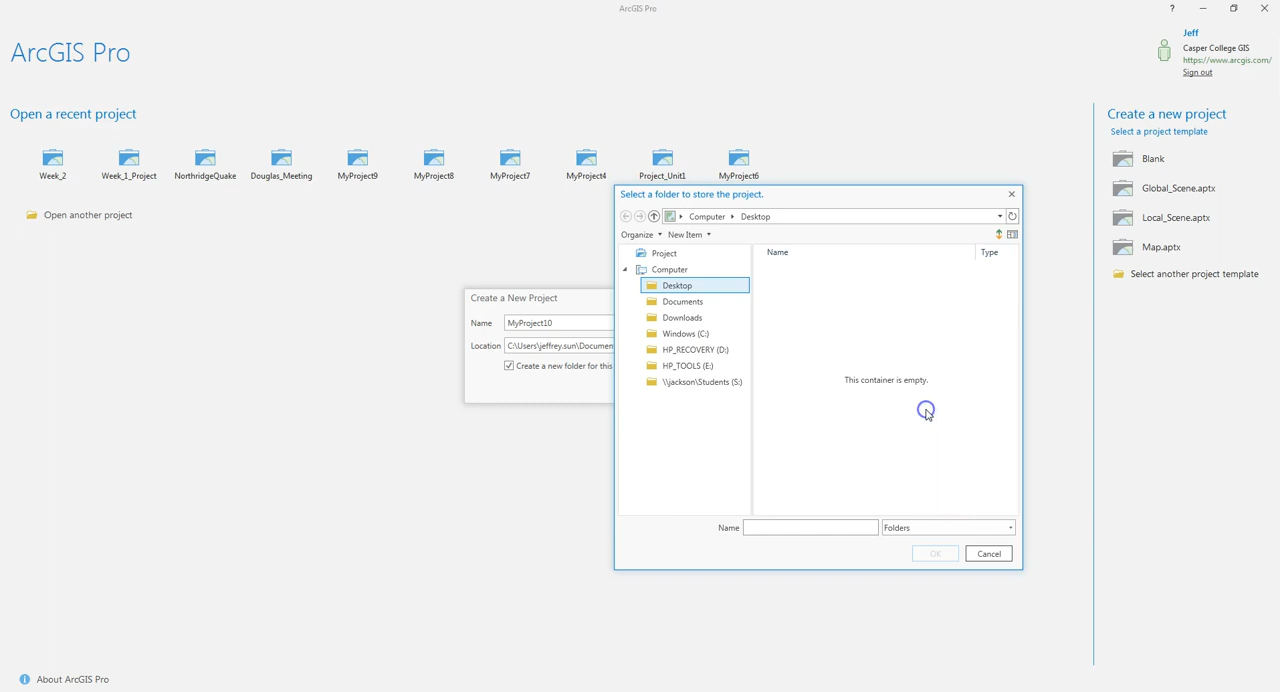 ArcGIS Pro
?
ArcGIS Pro
Jeff
Casper College GIS
https://www.arcgis.com/
Sign out
Open a recent project
Week_2 Week_1_Project NorthridgeQuake Douglas_Meeting MyProject9 MyProject8 MyProject7 MyProject4 Project_Unit1 MyProject6
Open another project
Create a new project
Select a project template
Blank
Global_Scene.aptx
Local_Scene.aptx
Map.aptx
Select another project template
Create a New Project
Name MyProject10
Location C:\Users\jeffrey.sun\Documen
Create a new folder for this
Select a folder to store the project.
Computer Desktop
Organize New Item
Project
Computer
Desktop
Documents
Downloads
Windows (C:)
HP_RECOVERY (D:)
HP_TOOLS (E:)
\\jackson\Students (S:)
Name Type
This container is empty.
Name Folders
OK Cancel
About ArcGIS Pro